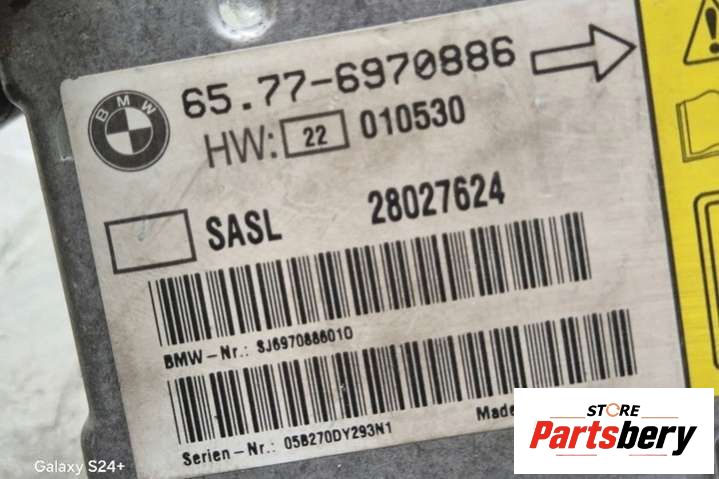 BMW
65.77-6970886
HW: 22 010530
SASL 28027624
BMW-Nr.: SJ6970886010
Serien-Nr.: 058270DY293N1 Made
STORE
Partsbery
Galaxy S24+